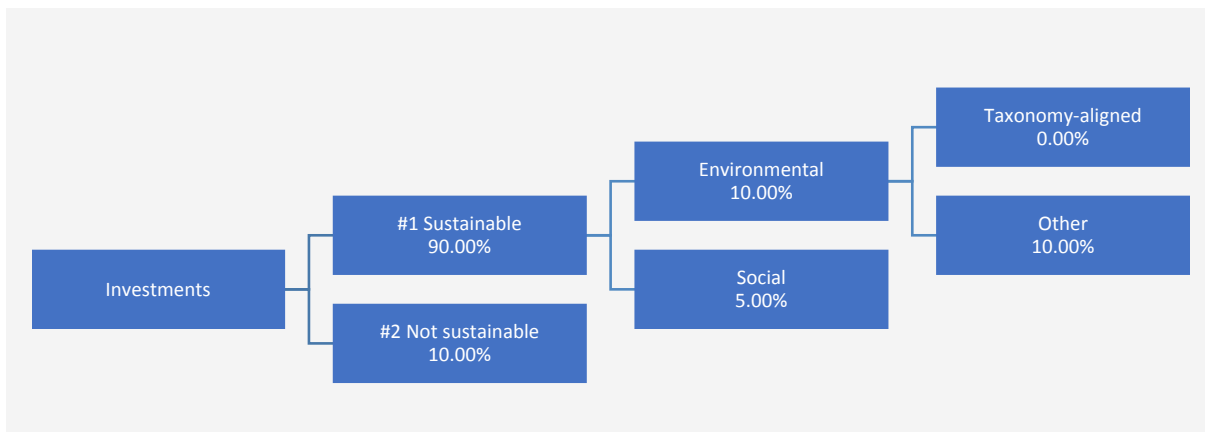 Investments
#1 Sustainable
90.00%
#2 Not sustainable
10.00%
Environmental
10.00%
Social
5.00%
Taxonomy-aligned
0.00%
Other
10.00%